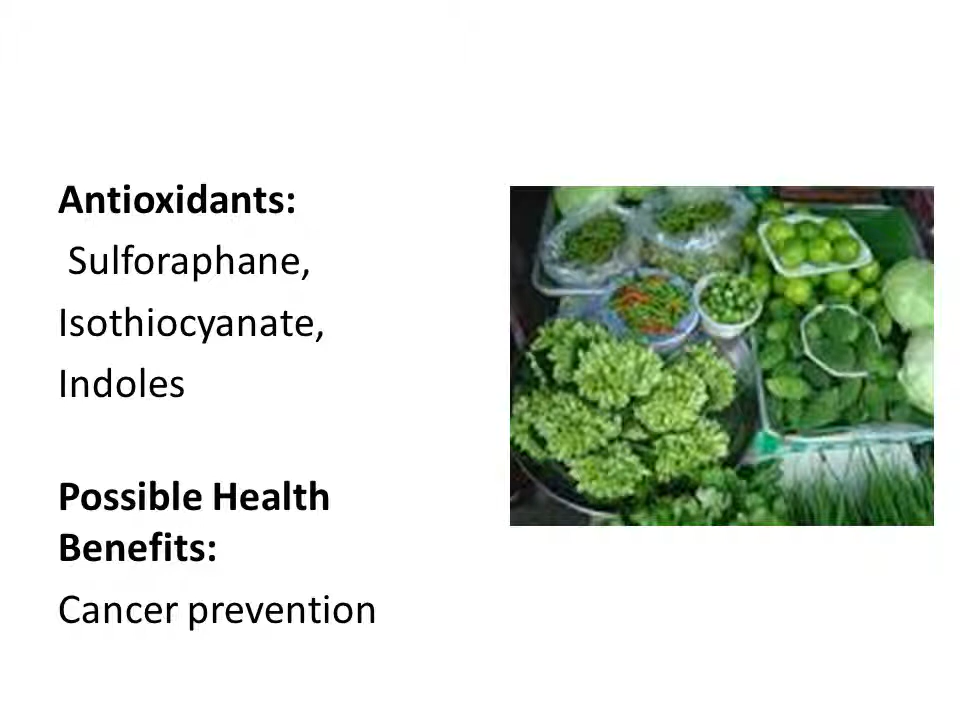 Antioxidants:
Sulforaphane,
Isothiocyanate,
Indoles
Possible Health
Benefits:
Cancer prevention